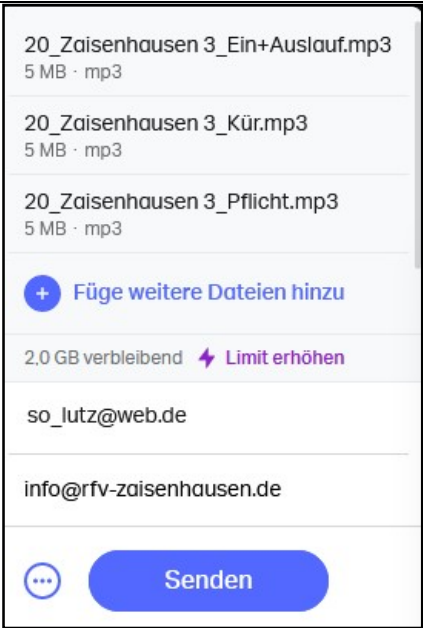 20_Zaisenhausen 3_Ein+Auslauf.mp3
5 MB · mp3
20_Zaisenhausen 3_Kür.mp3
5 MB · mp3
20_Zaisenhausen 3_Pflicht.mp3
5 MB · mp3
+ Füge weitere Dateien hinzu
2,0 GB verbleibend Limit erhöhen
so_lutz@web.de
info@rfv-zaisenhausen.de
Senden